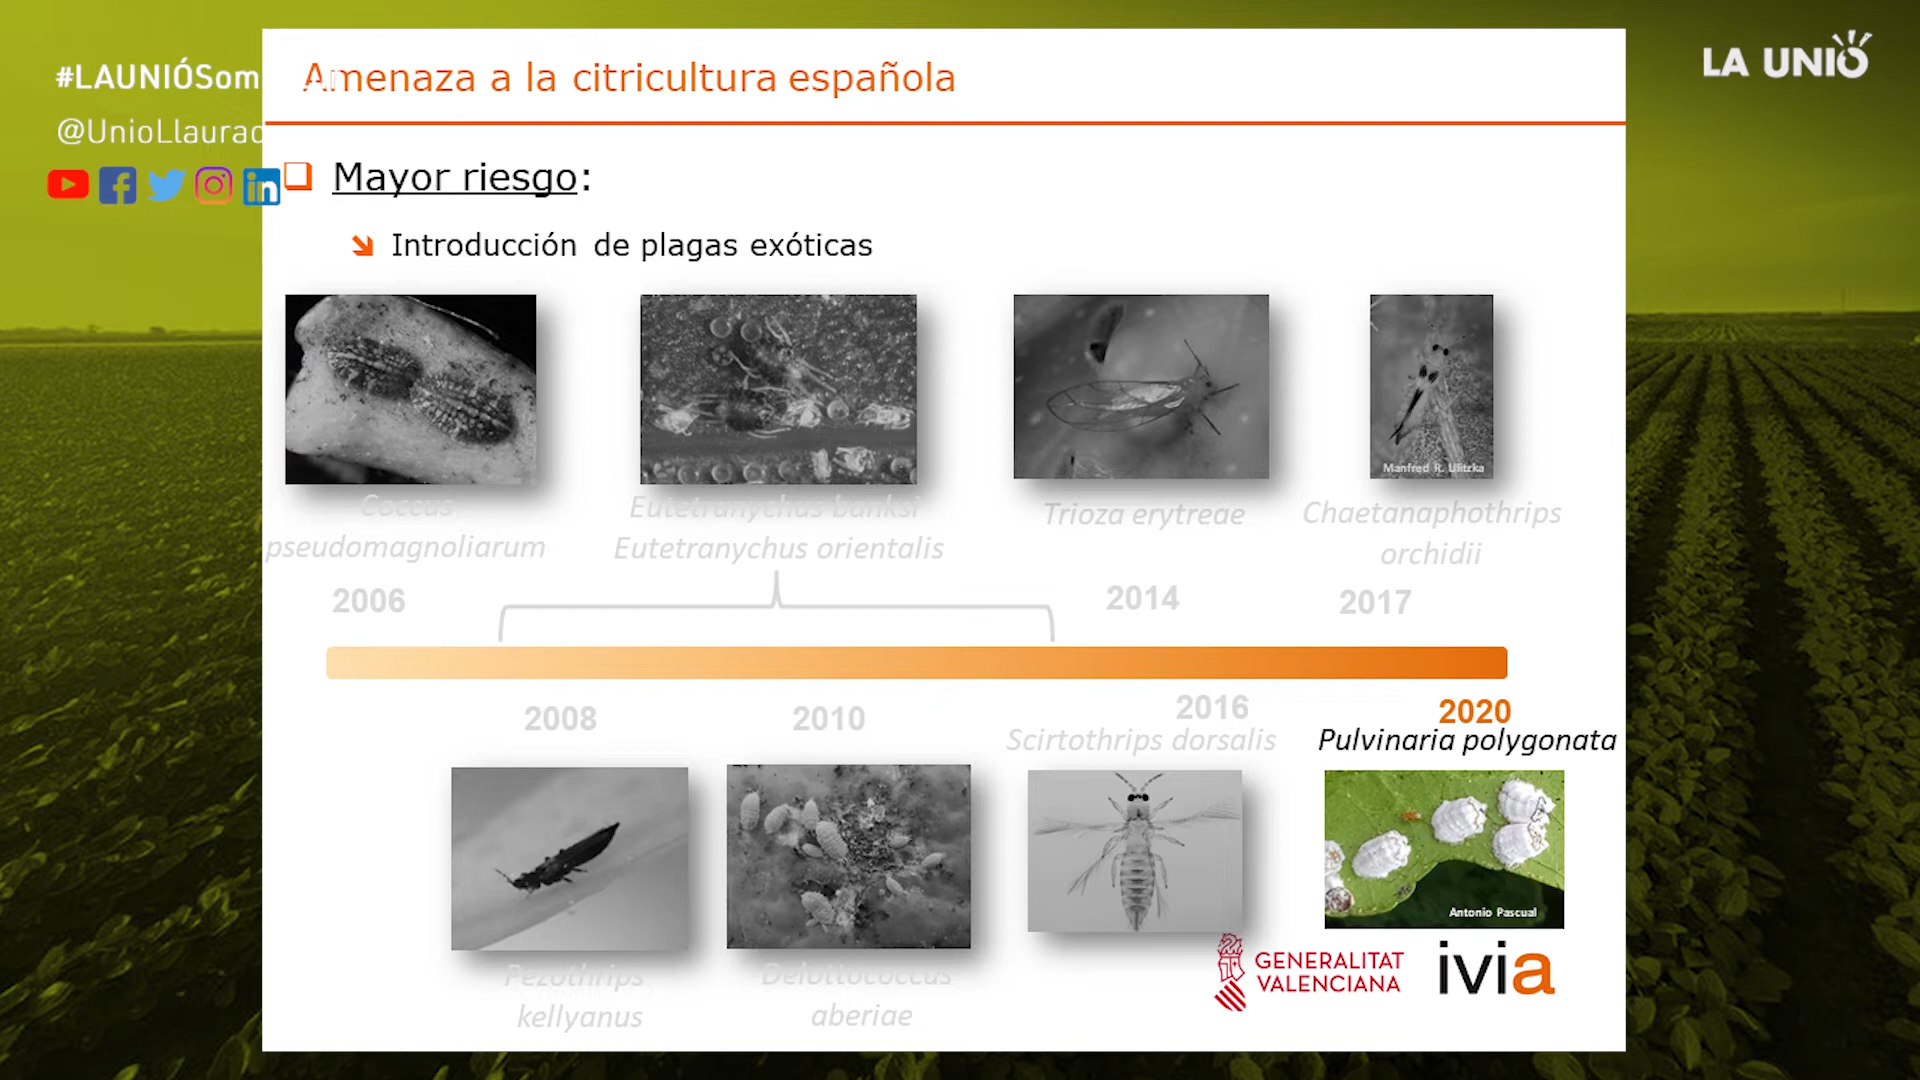 #LAUNIÓSom
@UnioLlaurad
in
LA UNIÓ
Amenaza a la citricultura española
Mayor riesgo:
Introducción de plagas exóticas
Manfred R. Ulitzka
Coccus
pseudomagnoliarum
Eutetranychus banksi
Eutetranychus orientalis
Trioza erytreae
Chaetanaphothrips
orchidii
2006
2014
2017
2008
2010
2016
Scirtothrips dorsalis
2020
Pulvinaria polygonata
Antonio Pascual
Pezothrips
kellyanus
Delottococcus
aberiae
GENERALITAT
VALENCIANA
ivia